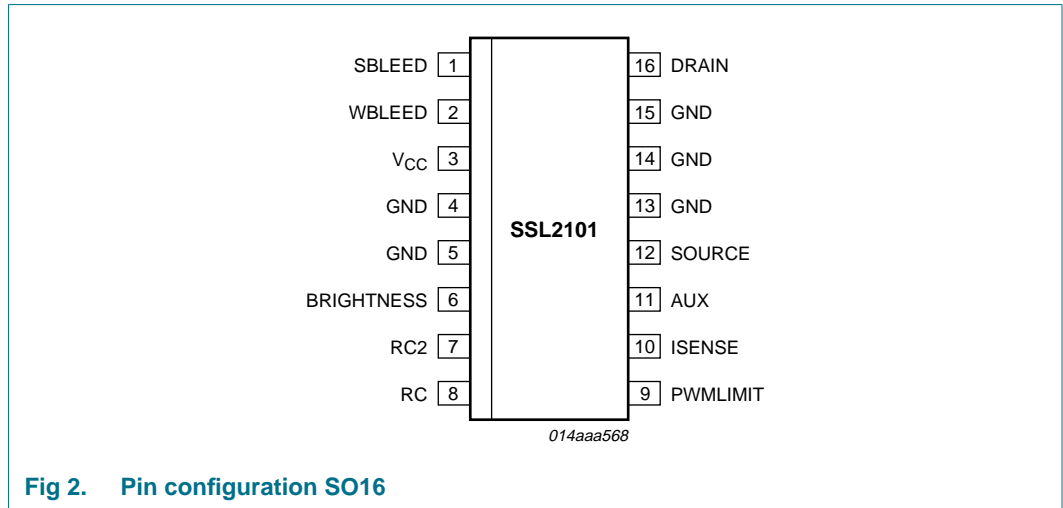 SBLEED 1 16 DRAIN
WBLEED 2 15 GND
VCC 3 14 GND
GND 4 13 GND
SSL2101
GND 5 12 SOURCE
BRIGHTNESS 6 11 AUX
RC2 7 10 ISENSE
RC 8 9 PWMLIMIT
014aaa568
Fig 2. Pin configuration SO16